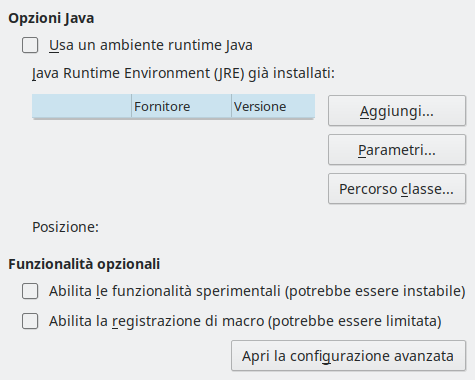 Opzioni Java
Usa un ambiente runtime Java
Java Runtime Environment (JRE) già installati:
Fornitore Versione
Aggiungi...
Parametri...
Percorso classe...
Posizione:
Funzionalità opzionali
Abilita le funzionalità sperimentali (potrebbe essere instabile)
Abilita la registrazione di macro (potrebbe essere limitata)
Apri la configurazione avanzata